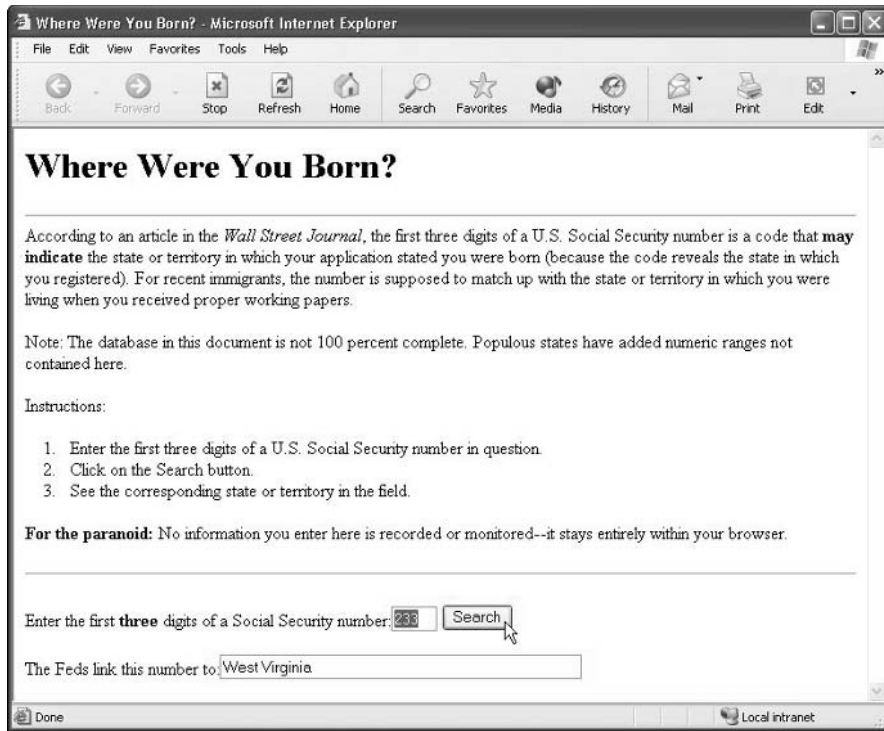 Where Were You Born? - Microsoft Internet Explorer
File Edit View Favorites Tools Help
Back Forward Stop Refresh Home Search Favorites Media History Mail Print Edit »
Where Were You Born?
According to an article in the Wall Street Journal, the first three digits of a U.S. Social Security number is a code that may
indicate the state or territory in which your application stated you were born (because the code reveals the state in which
you registered). For recent immigrants, the number is supposed to match up with the state or territory in which you were
living when you received proper working papers.
Note: The database in this document is not 100 percent complete. Populous states have added numeric ranges not
contained here.
Instructions:
1. Enter the first three digits of a U.S. Social Security number in question.
2. Click on the Search button.
3. See the corresponding state or territory in the field.
For the paranoid: No information you enter here is recorded or monitored--it stays entirely within your browser.
Enter the first three digits of a Social Security number: 233 Search
The Feds link this number to: West Virginia
Done Local intranet